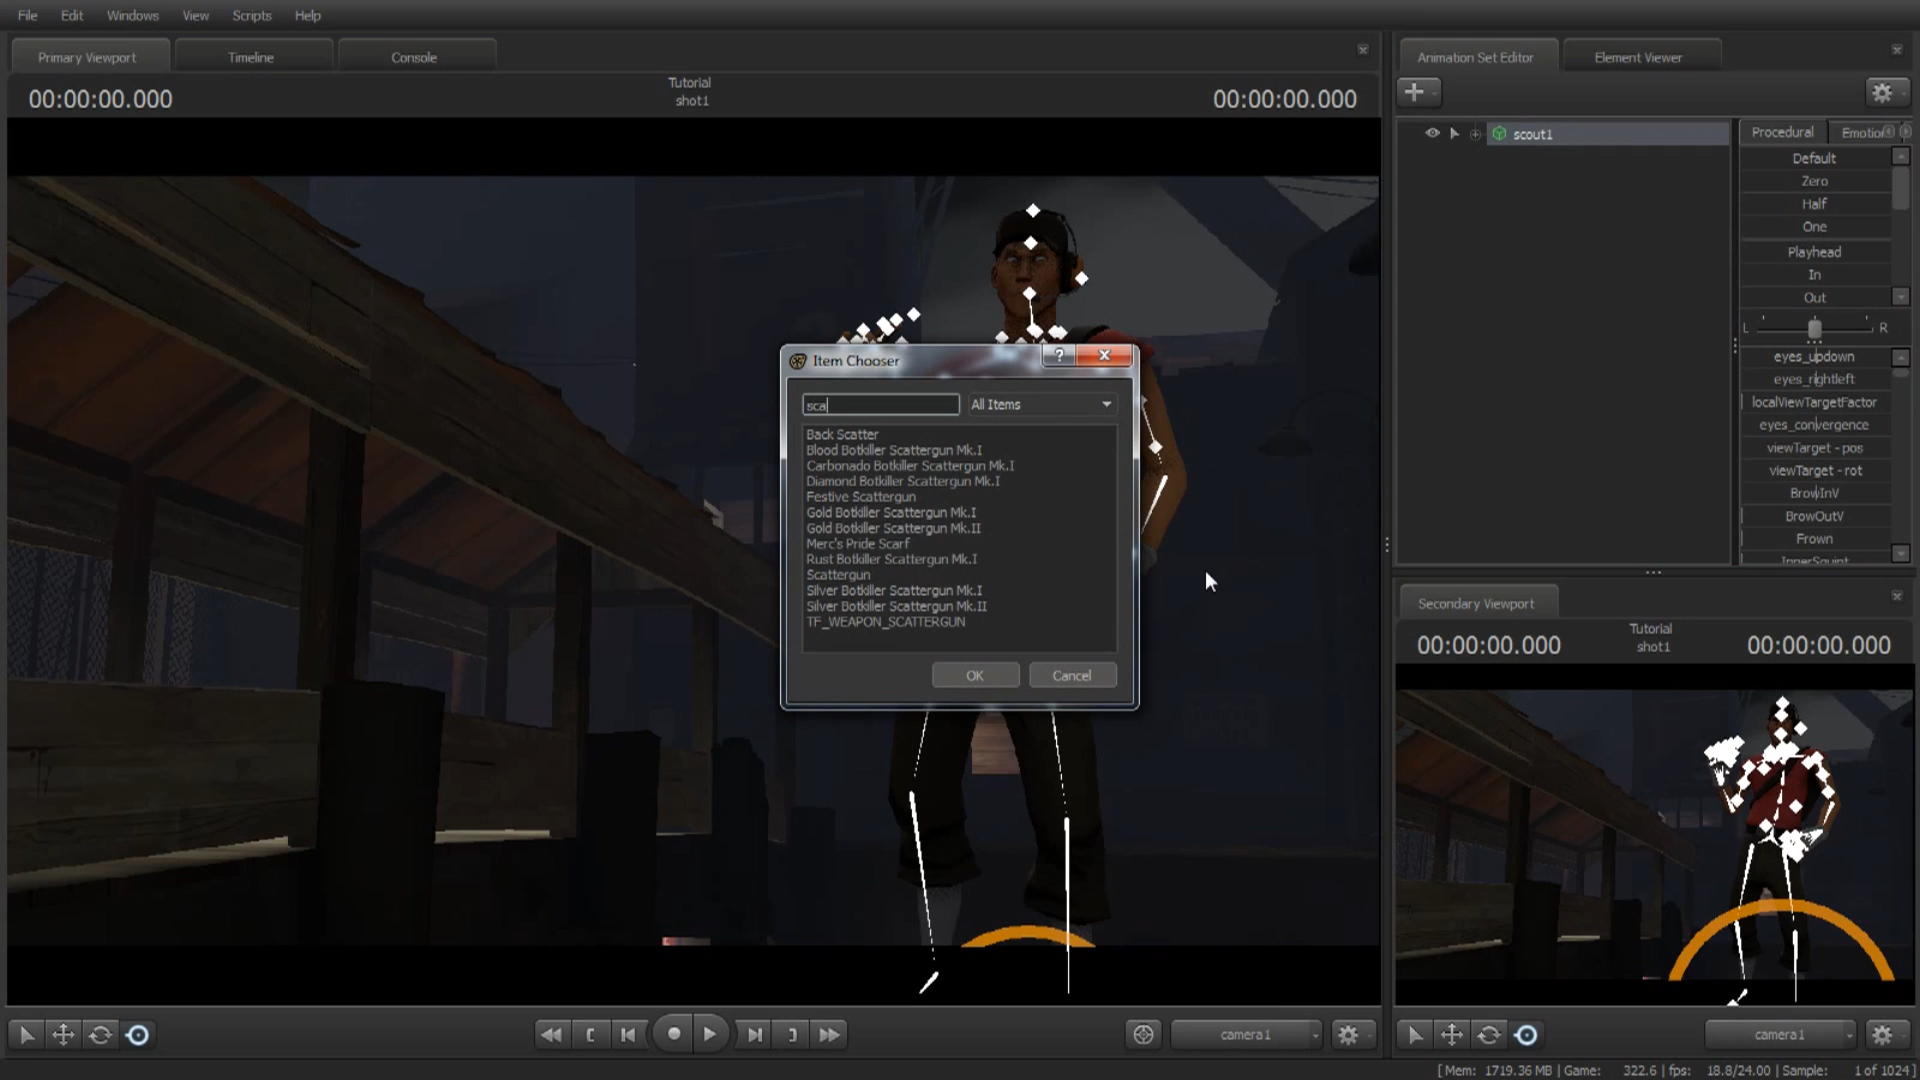 File Edit Windows View Scripts Help
Primary Viewport Timeline Console
Tutorial
00:00:00.000 shot1 00:00:00.000
Item Chooser
?
sca All Items
Back Scatter
Blood Botkiller Scattergun Mk.I
Carbonado Botkiller Scattergun Mk.I
Diamond Botkiller Scattergun Mk.I
Festive Scattergun
Gold Botkiller Scattergun Mk.I
Gold Botkiller Scattergun Mk.II
Merc's Pride Scarf
Rust Botkiller Scattergun Mk.I
Scattergun
Silver Botkiller Scattergun Mk.I
Silver Botkiller Scattergun Mk.II
TF_WEAPON_SCATTERGUN
OK Cancel
camera1
Animation Set Editor Element Viewer
scout1
Procedural Emotion
Default
Zero
Half
One
Playhead
In
Out
L R
eyes_updown
eyes_rightleft
localViewTargetFactor
eyes_convergence
viewTarget - pos
viewTarget - rot
BrowInV
BrowOutV
Frown
InnerSquint
Secondary Viewport
Tutorial
00:00:00.000 shot1 00:00:00.000
camera1
[ Mem: 1719.36 MB | Game: 322.6 | fps: 18.8/24.00 | Sample: 1 of 1024 ]